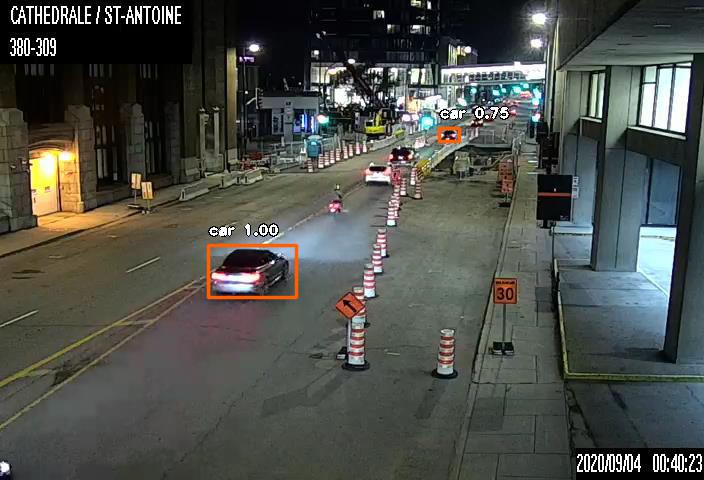 CATHEDRALE / ST-ANTOINE
380-309
car 0.75
car 1.00
30
2020/09/04 00:40:23